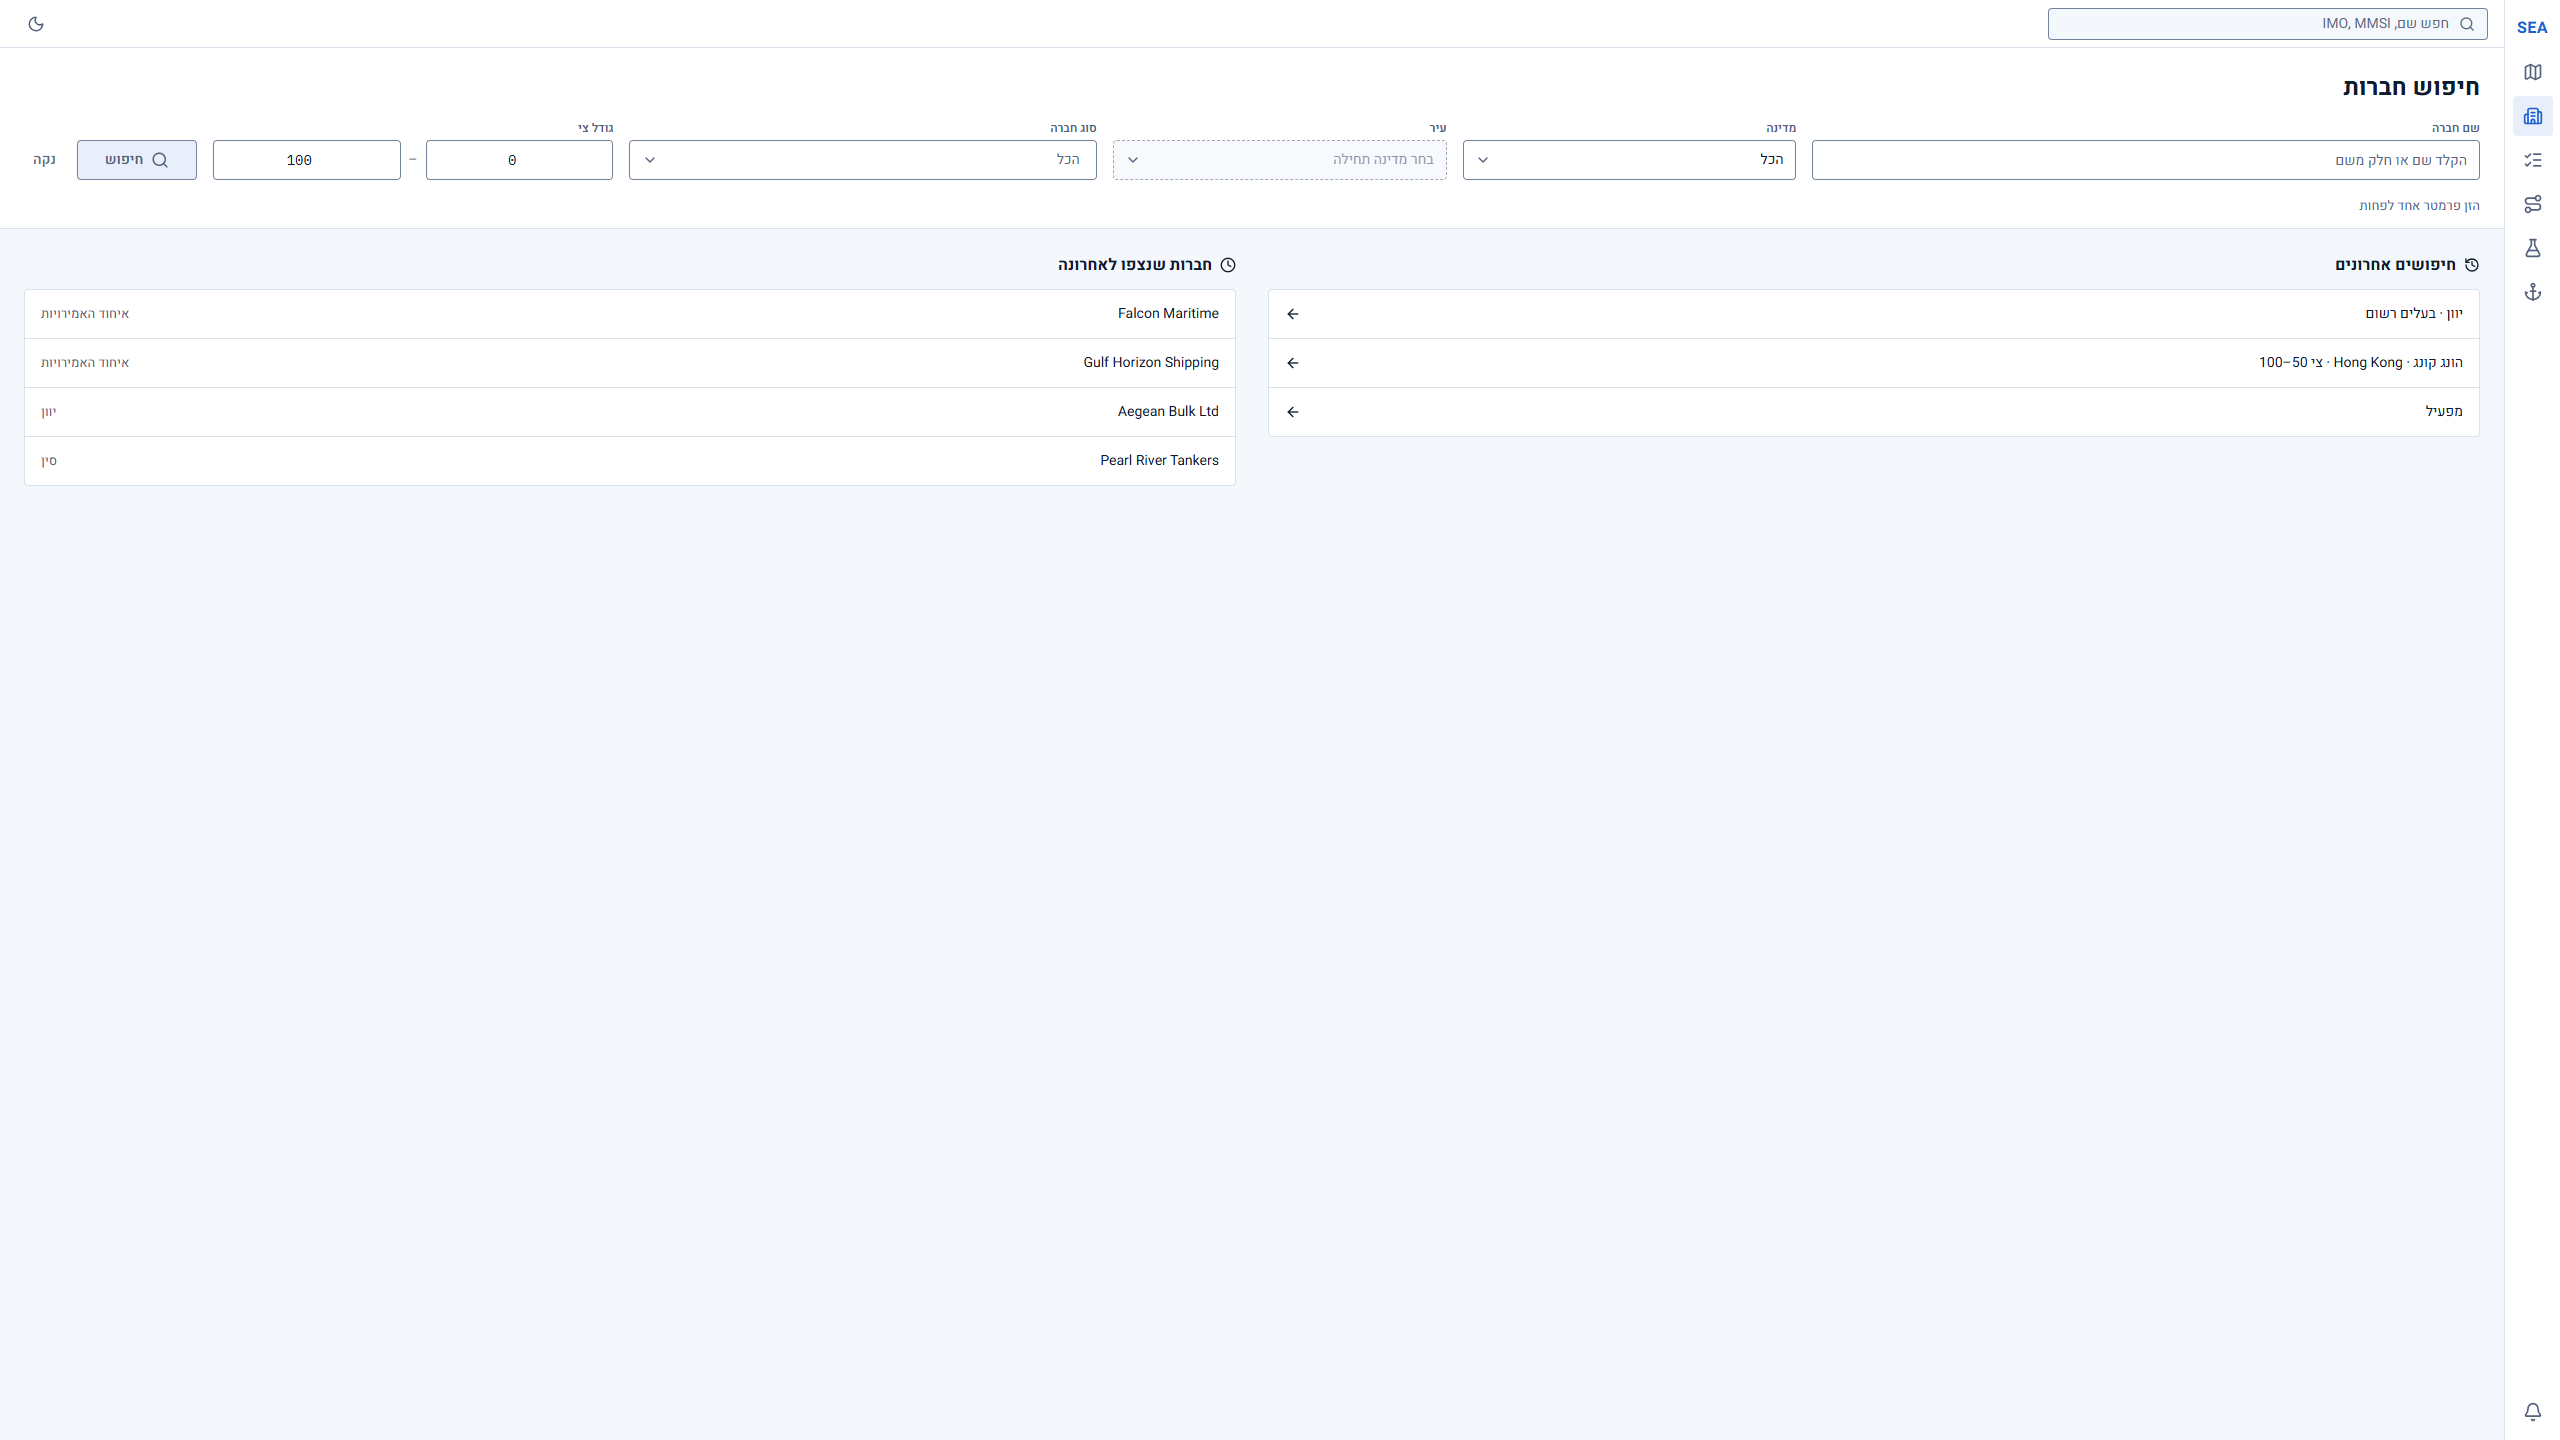 SEA
חפש שם, IMO, MMSI
חיפוש חברות
שם חברה
מדינה
עיר
סוג חברה
גודל צי
הקלד שם או חלק משם
הכל
בחר מדינה תחילה
הכל
0
–
100
חיפוש
נקה
הזן פרמטר אחד לפחות
חיפושים אחרונים
יוון · בעלים רשום
הונג קונג · Hong Kong · צי 50–100
מפעיל
חברות שנצפו לאחרונה
Falcon Maritime
איחוד האמירויות
Gulf Horizon Shipping
איחוד האמירויות
Aegean Bulk Ltd
יוון
Pearl River Tankers
סין